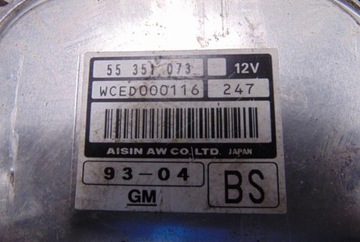 55 351 073 12V
WCED000116 247
AISIN AW CO., LTD. JAPAN
93-04 BS
GM